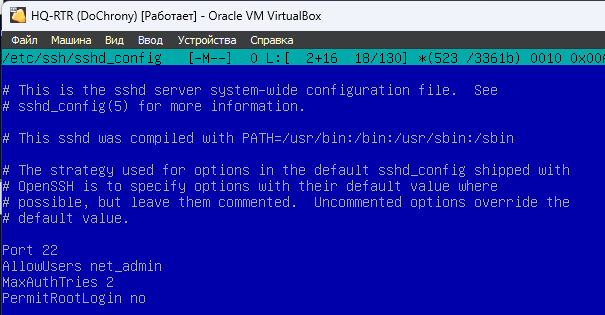 HQ-RTR (DoChrony) [Работает] - Oracle VM VirtualBox
Файл Машина Вид Ввод Устройства Справка
/etc/ssh/sshd_config [-M--] 0 L:[ 2+16 18/130] *(523 /3361b) 0010 0x00A
# This is the sshd server system-wide configuration file. See
# sshd_config(5) for more information.
# This sshd was compiled with PATH=/usr/bin:/bin:/usr/sbin:/sbin
# The strategy used for options in the default sshd_config shipped with
# OpenSSH is to specify options with their default value where
# possible, but leave them commented. Uncommented options override the
# default value.
Port 22
AllowUsers net_admin
MaxAuthTries 2
PermitRootLogin no